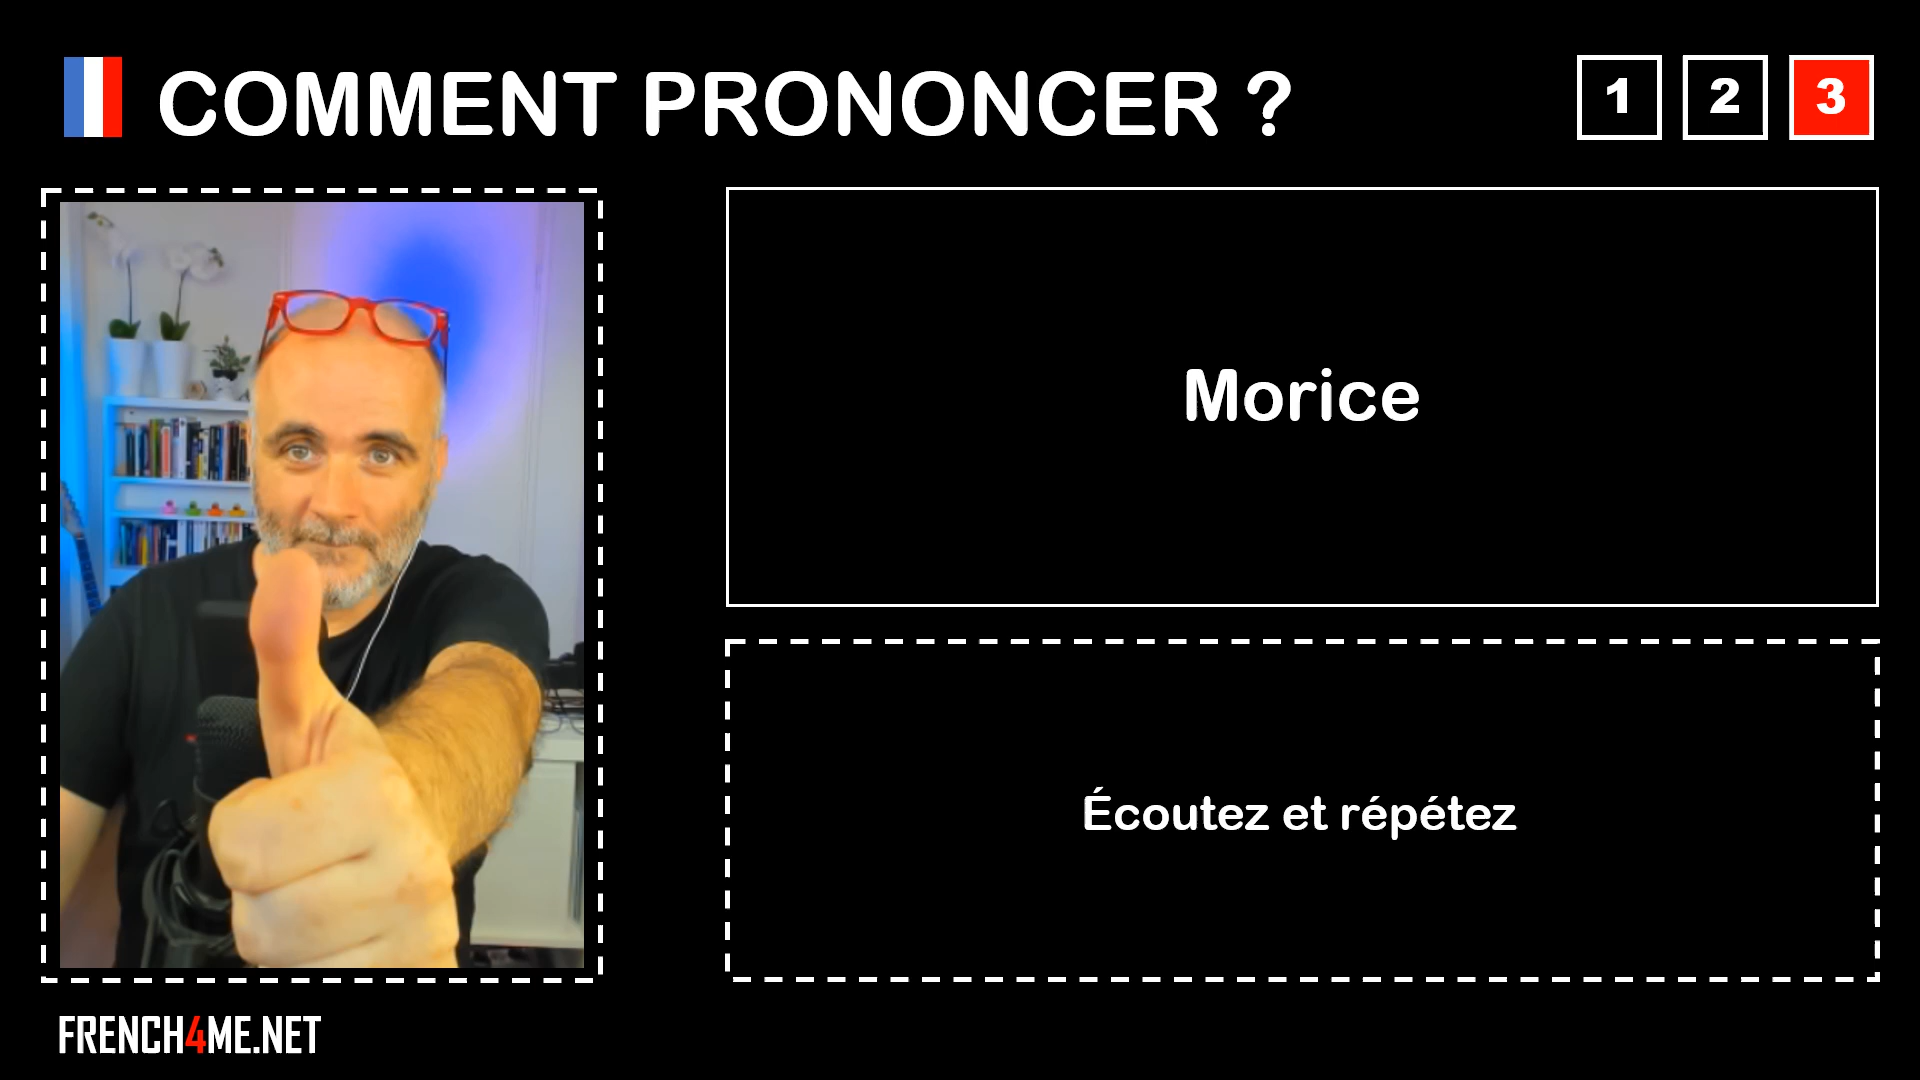 COMMENT PRONONCER ?
1 2 3
Morice
Écoutez et répétez
FRENCH4ME.NET